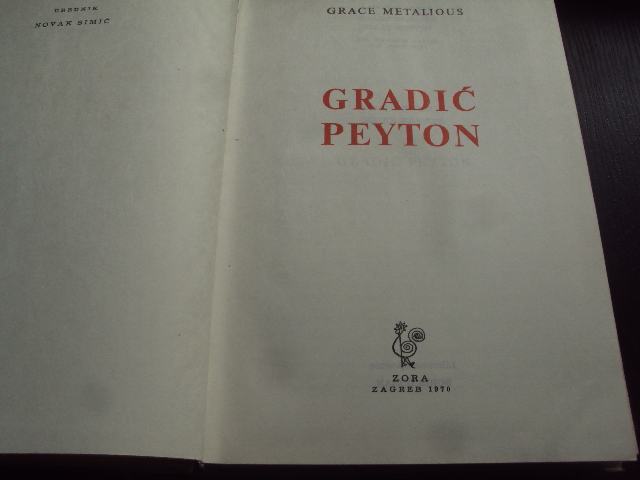 UREDNIK
NOVAK SIMIĆ
GRACE METALIOUS
GRADIĆ
PEYTON
ZORA
ZAGREB 1970